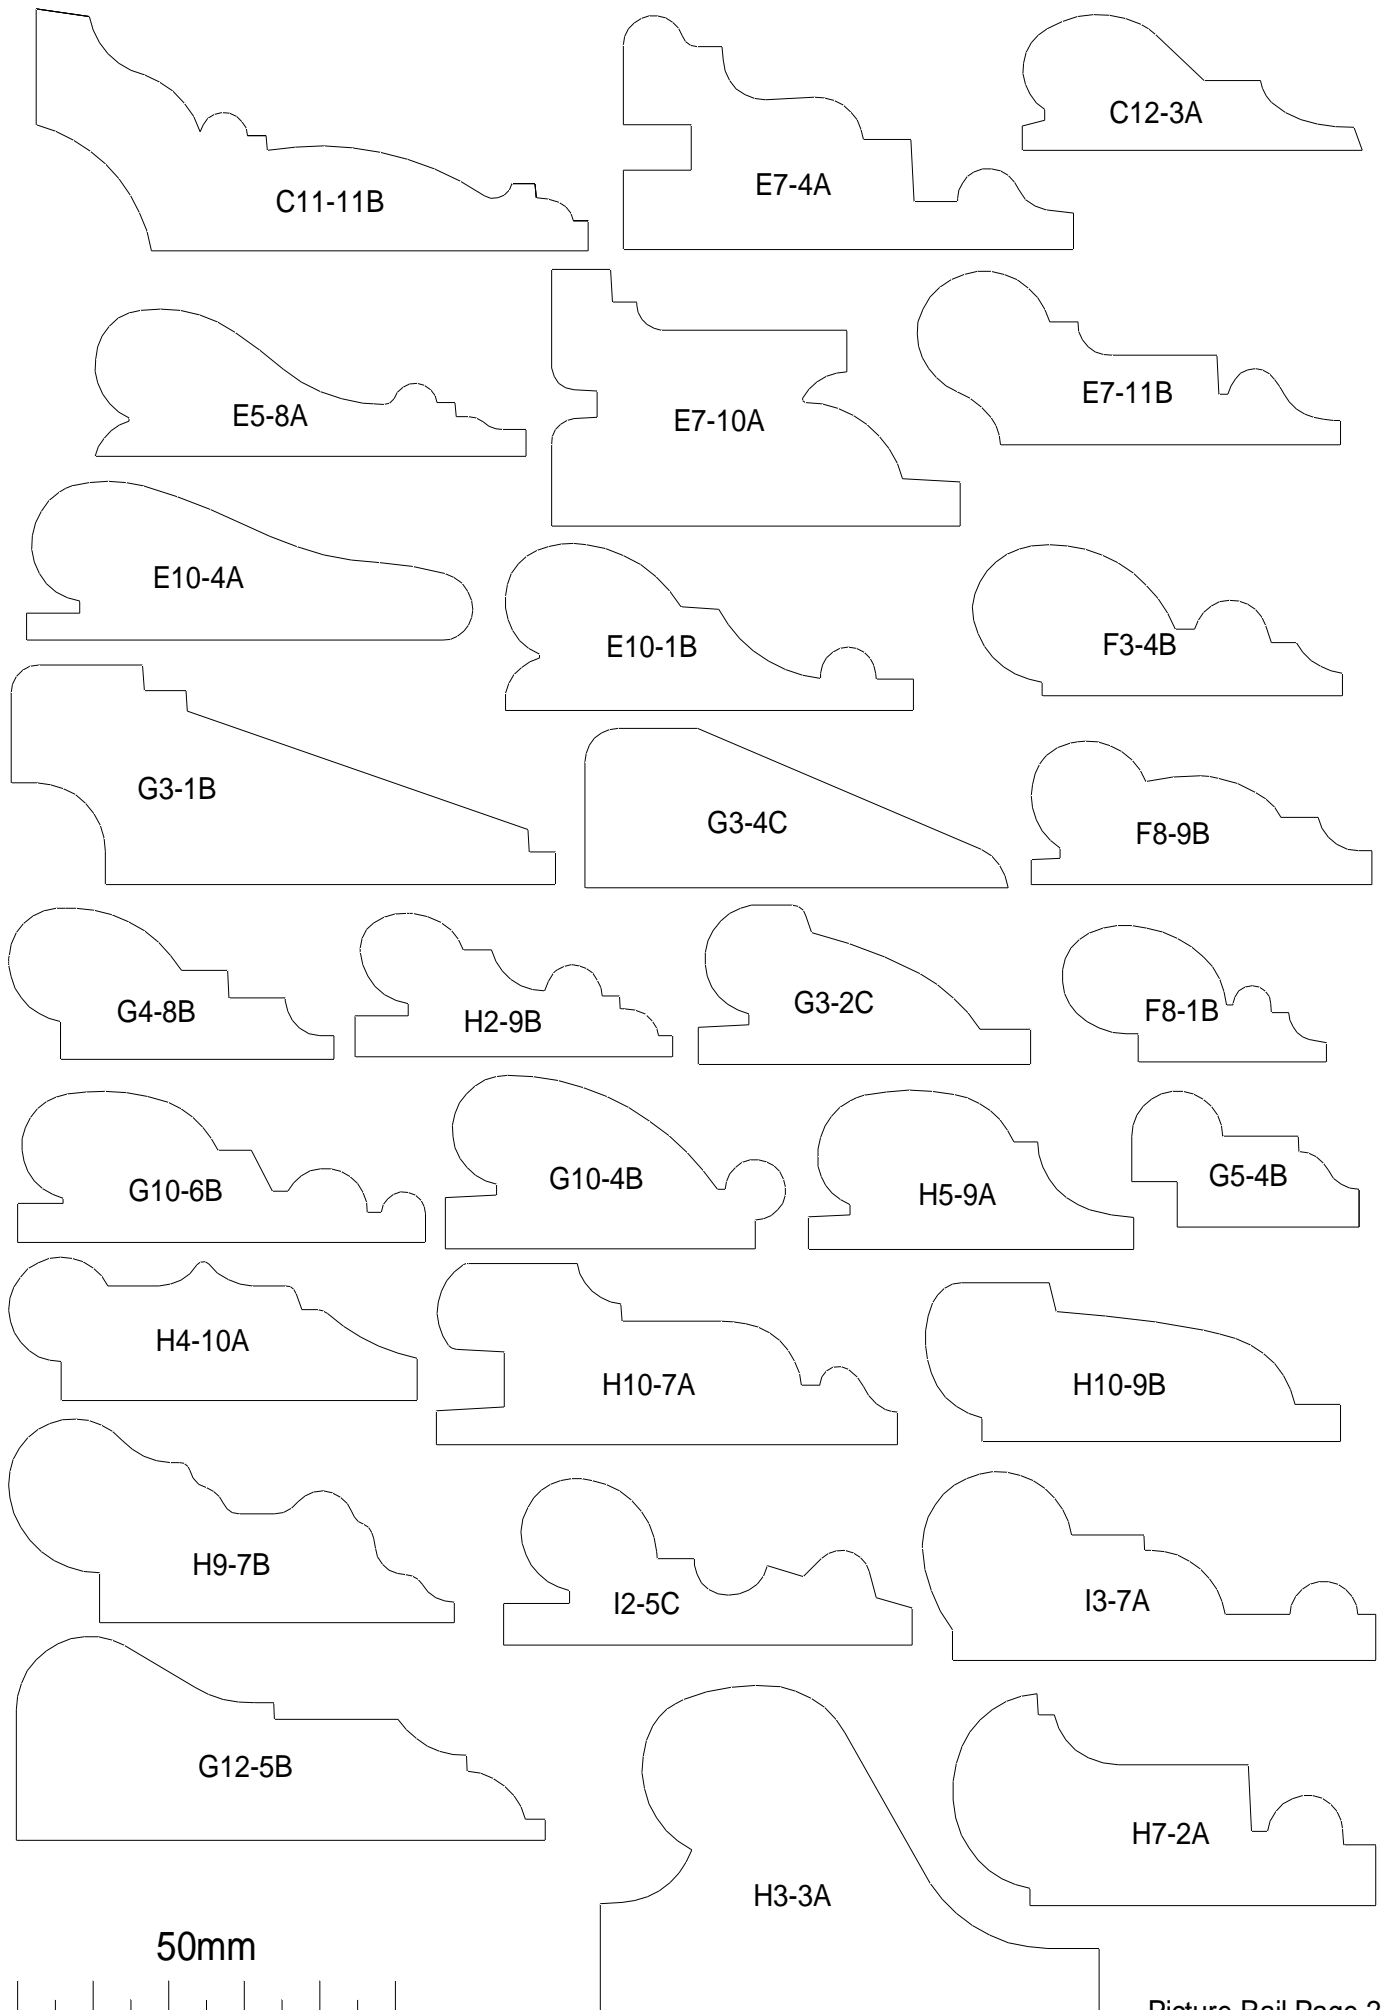 C11-11B
E7-4A
C12-3A
E5-8A
E7-10A
E7-11B
E10-4A
E10-1B
F3-4B
G3-1B
G3-4C
F8-9B
G4-8B
H2-9B
G3-2C
F8-1B
G10-6B
G10-4B
H5-9A
G5-4B
H4-10A
H10-7A
H10-9B
H9-7B
I2-5C
I3-7A
G12-5B
H3-3A
H7-2A
50mm
Picture Rail Page 2